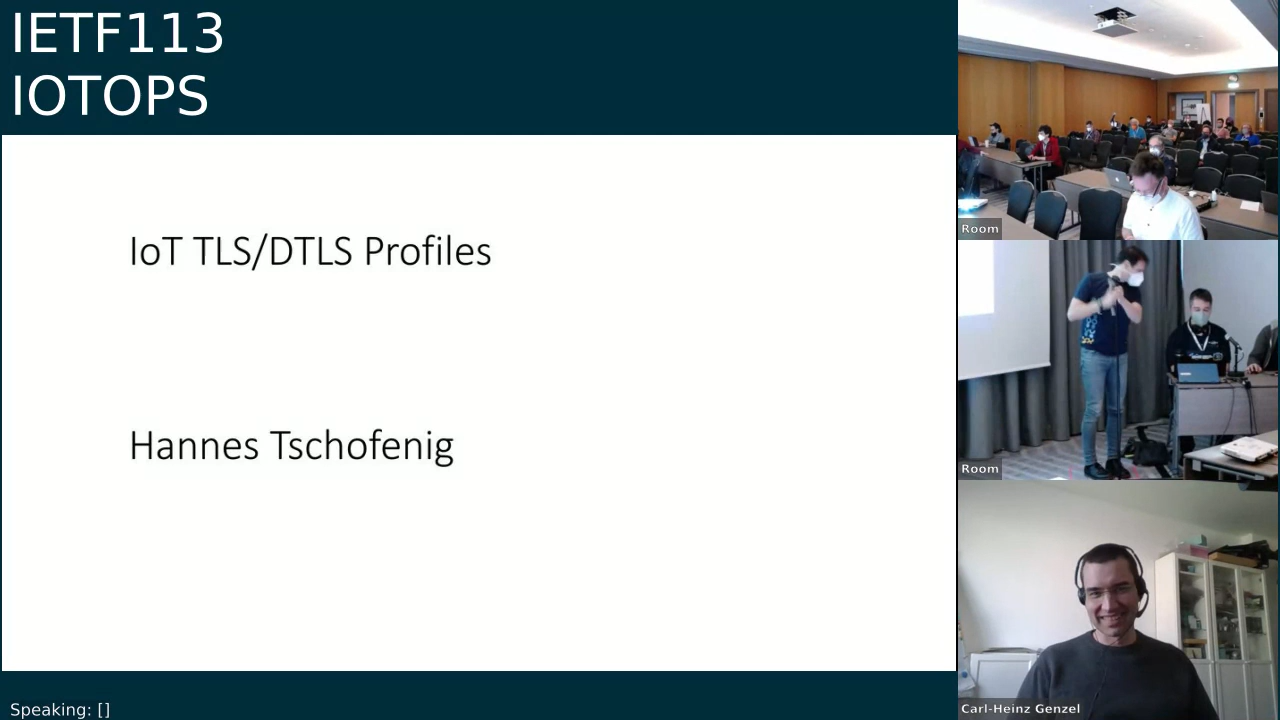 IETF113
IOTOPS
IoT TLS/DTLS Profiles
Hannes Tschofenig
Speaking: []
Room
Room
Carl-Heinz Genzel